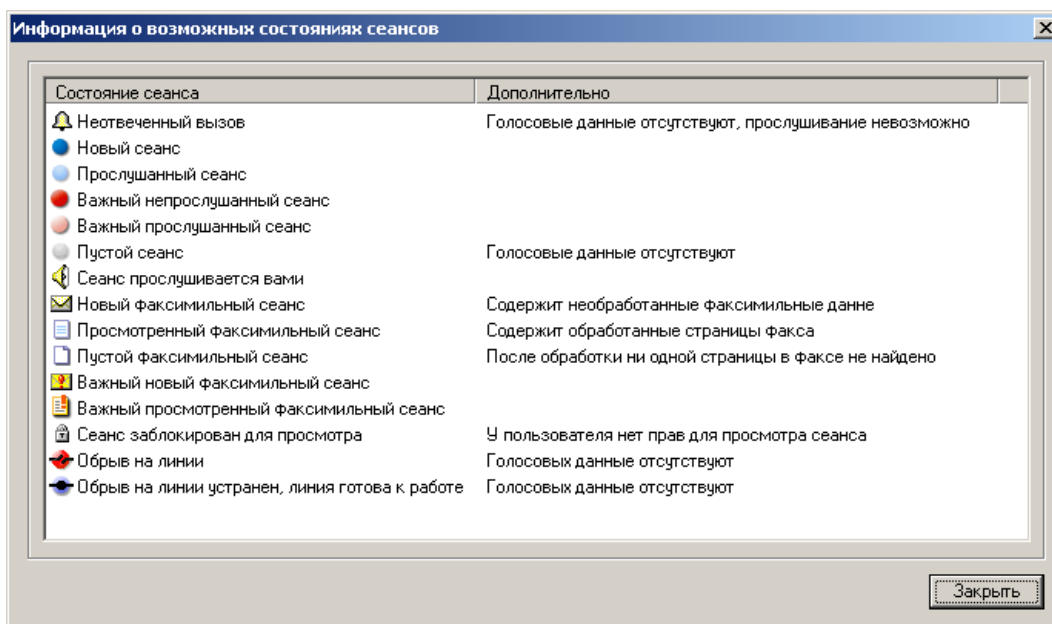 Информация о возможных состояниях сеансов
Состояние сеанса Дополнительно
Неотвеченный вызов Голосовые данные отсутствуют, прослушивание невозможно
Новый сеанс
Прослушанный сеанс
Важный непрослушанный сеанс
Важный прослушанный сеанс
Пустой сеанс Голосовые данные отсутствуют
Сеанс прослушивается вами
Новый факсимильный сеанс Содержит необработанные факсимильные данне
Просмотренный факсимильный сеанс Содержит обработанные страницы факса
Пустой факсимильный сеанс После обработки ни одной страницы в факсе не найдено
Важный новый факсимильный сеанс
Важный просмотренный факсимильный сеанс
Сеанс заблокирован для просмотра У пользователя нет прав для просмотра сеанса
Обрыв на линии Голосовых данные отсутствуют
Обрыв на линии устранен, линия готова к работе Голосовых данные отсутствуют
Закрыть